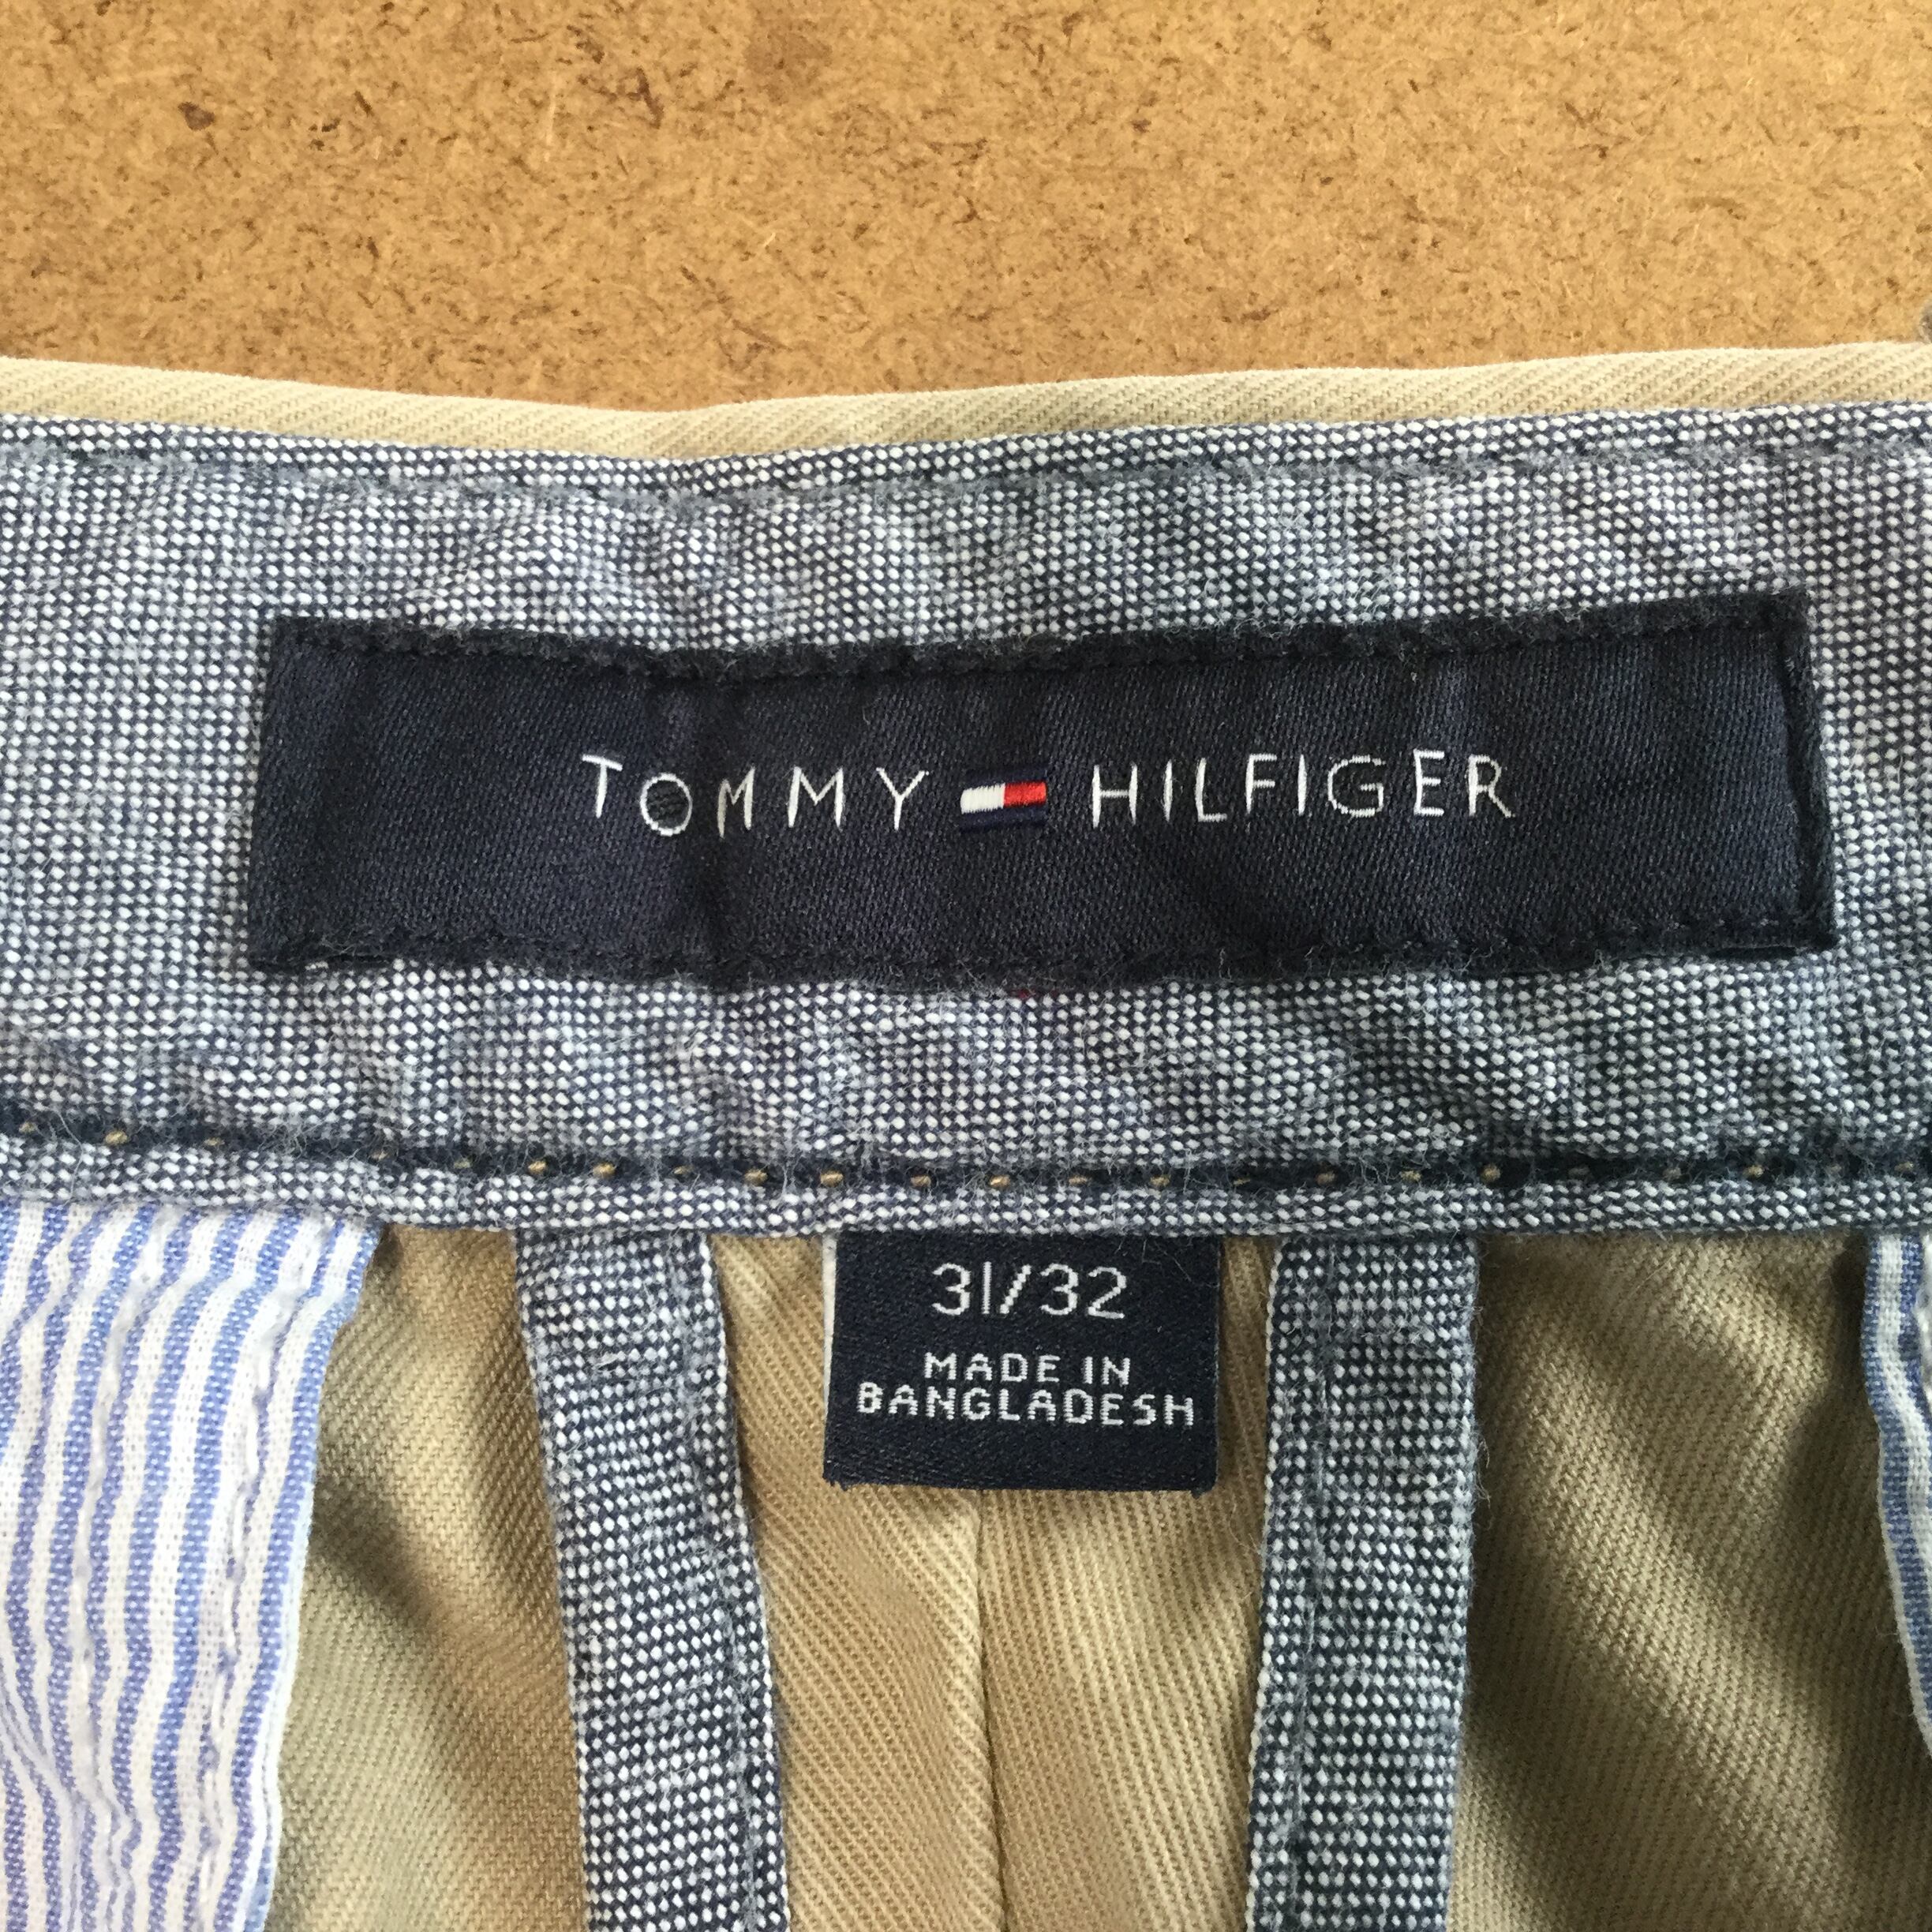 TOMMY HILFIGER
31/32
MADE IN
BANGLADESH